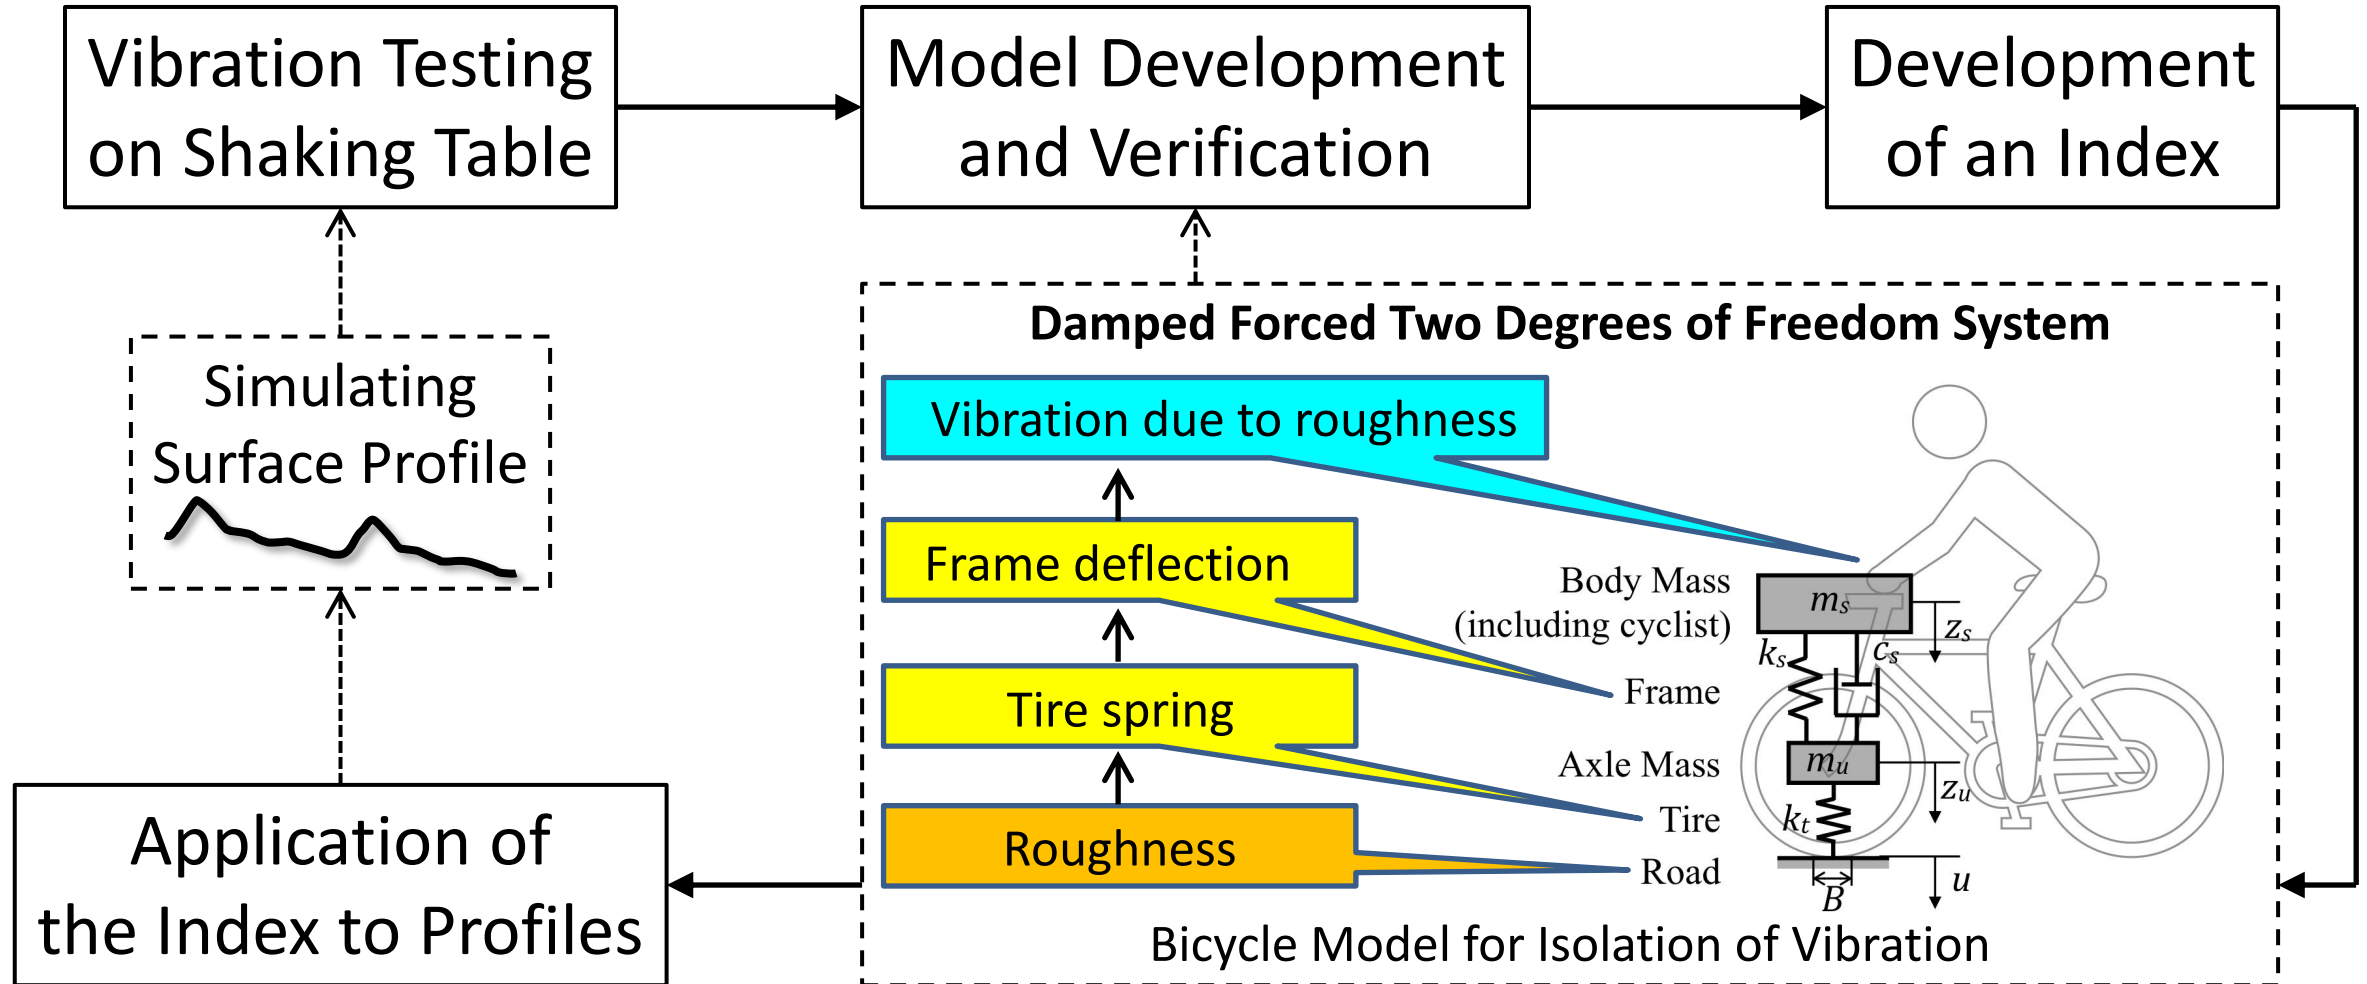 Vibration Testing
on Shaking Table
Model Development
and Verification
Development
of an Index
Simulating
Surface Profile
Application of
the Index to Profiles
Damped Forced Two Degrees of Freedom System
Vibration due to roughness
Frame deflection
Tire spring
Roughness
Body Mass
(including cyclist)
Frame
Axle Mass
Tire
Road
ms
zs
ks
cs
mu
zu
kt
B
u
Bicycle Model for Isolation of Vibration